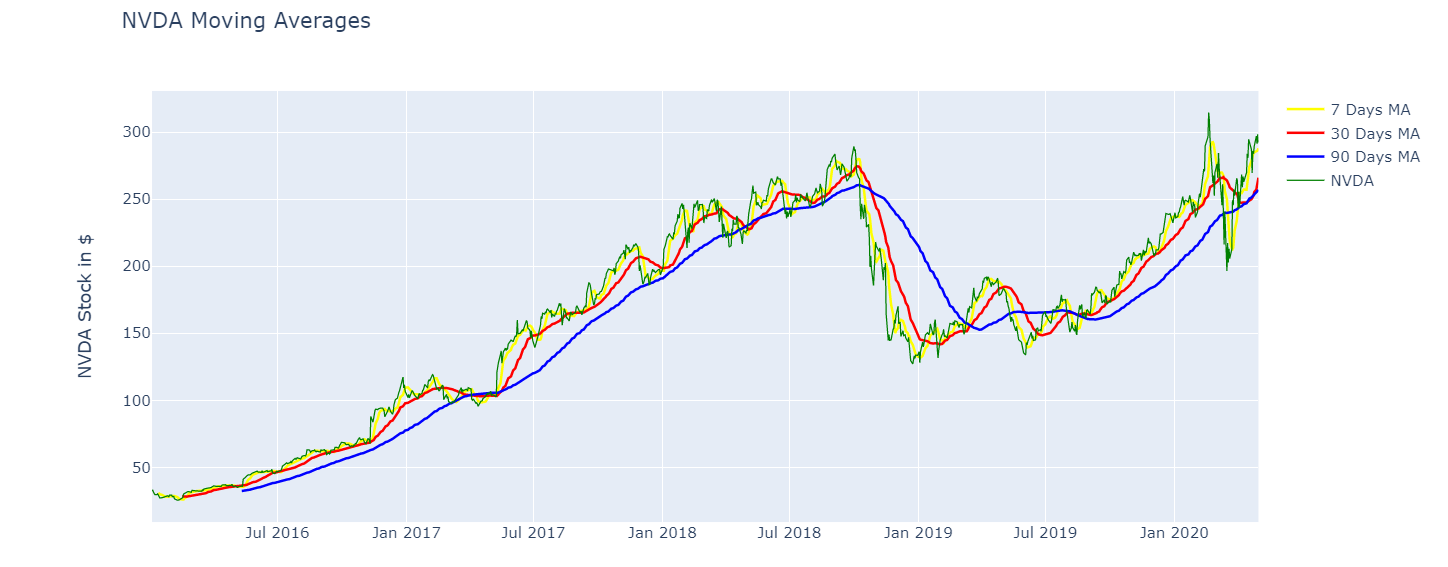 NVDA Moving Averages
NVDA Stock in $
300
250
200
150
100
50
Jul 2016
Jan 2017
Jul 2017
Jan 2018
Jul 2018
Jan 2019
Jul 2019
Jan 2020
7 Days MA
30 Days MA
90 Days MA
NVDA